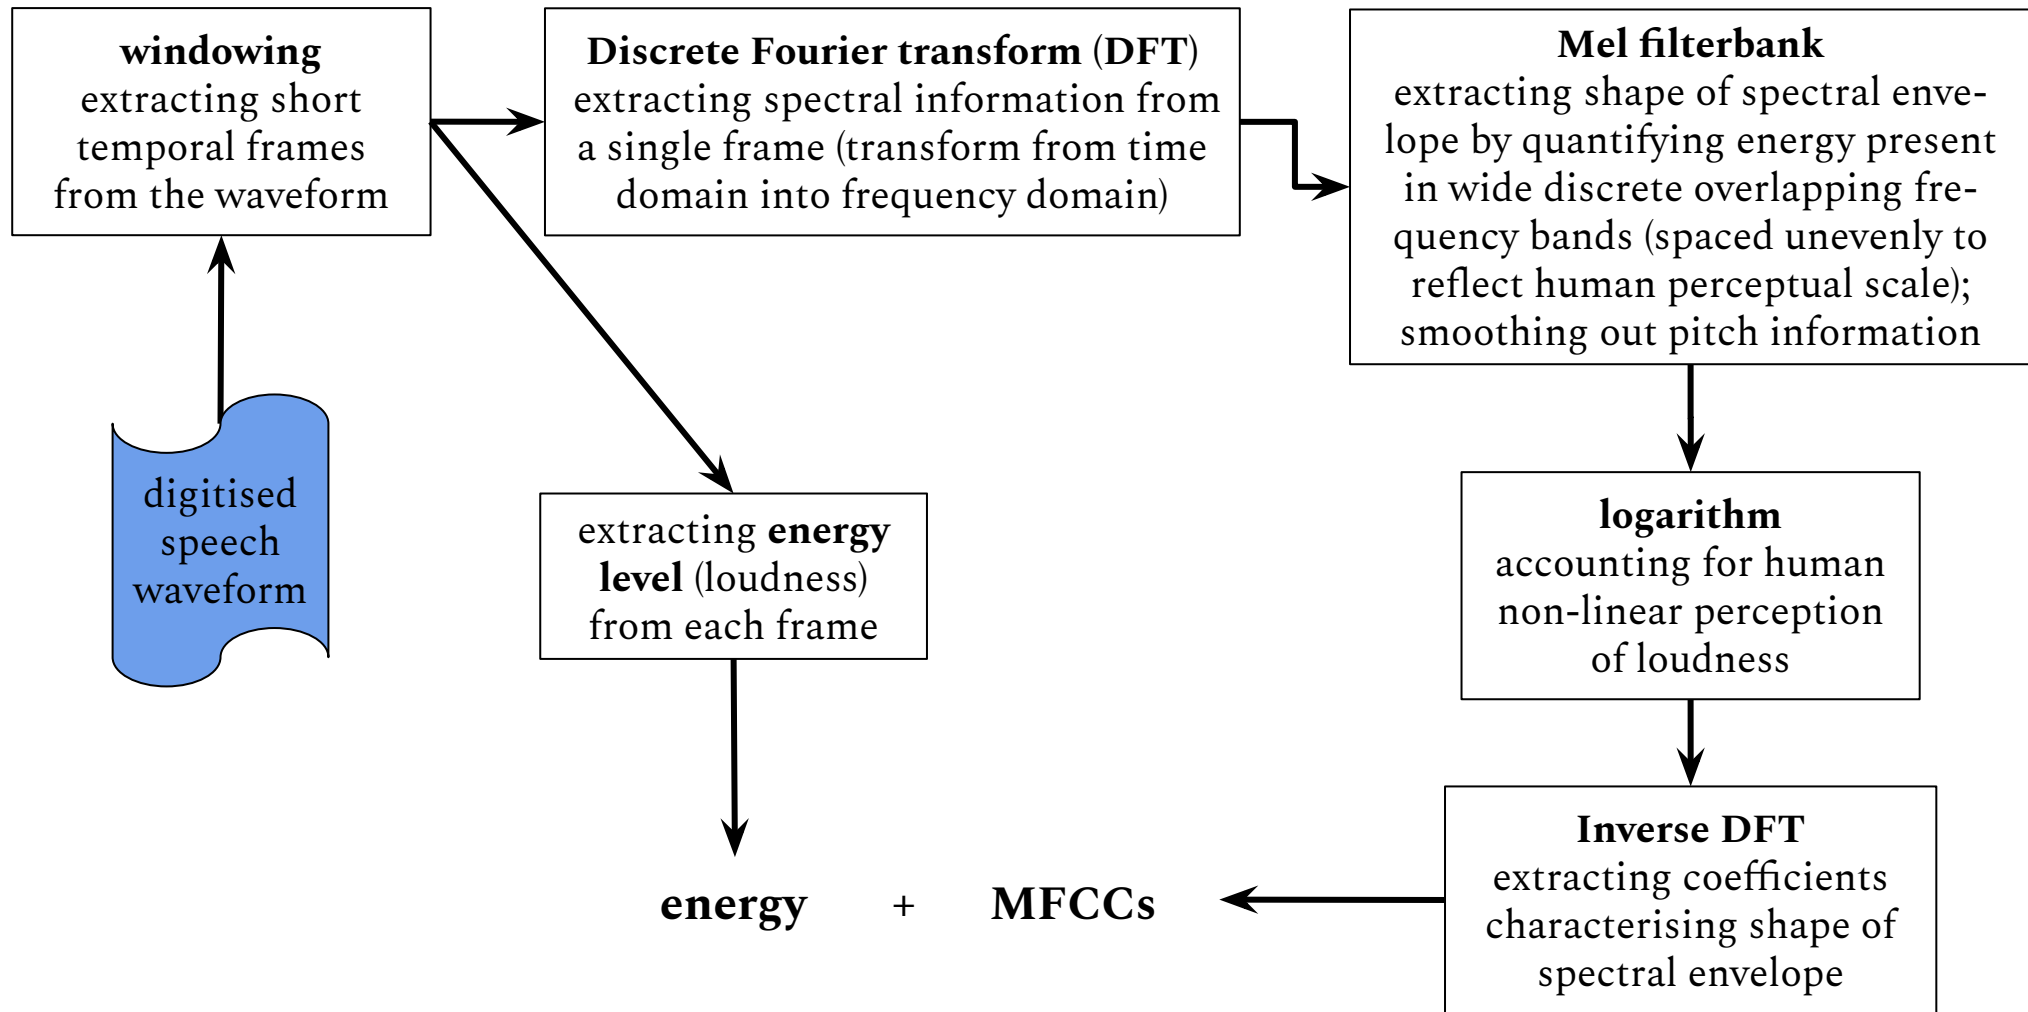 windowing
extracting short
temporal frames
from the waveform
Discrete Fourier transform (DFT)
extracting spectral information from
a single frame (transform from time
domain into frequency domain)
Mel filterbank
extracting shape of spectral enve-
lope by quantifying energy present
in wide discrete overlapping fre-
quency bands (spaced unevenly to
reflect human perceptual scale);
smoothing out pitch information
digitised
speech
waveform
extracting energy
level (loudness)
from each frame
logarithm
accounting for human
non-linear perception
of loudness
Inverse DFT
extracting coefficients
characterising shape of
spectral envelope
energy + MFCCs